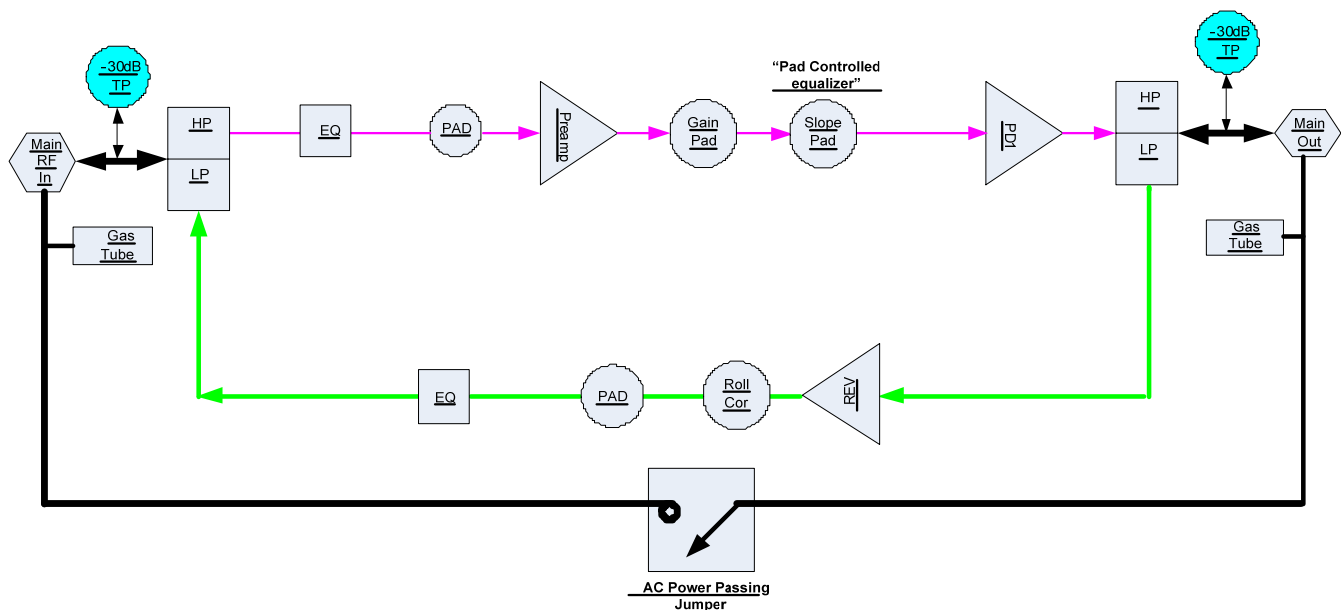 -30dB
TP
-30dB
TP
“Pad Controlled
equalizer”
Main
RF
In
HP
LP
EQ
PAD
Preamp
Gain
Pad
Slope
Pad
PD1
HP
LP
Main
Out
Gas
Tube
Gas
Tube
EQ
PAD
Roll
Cor
REV
AC Power Passing
Jumper